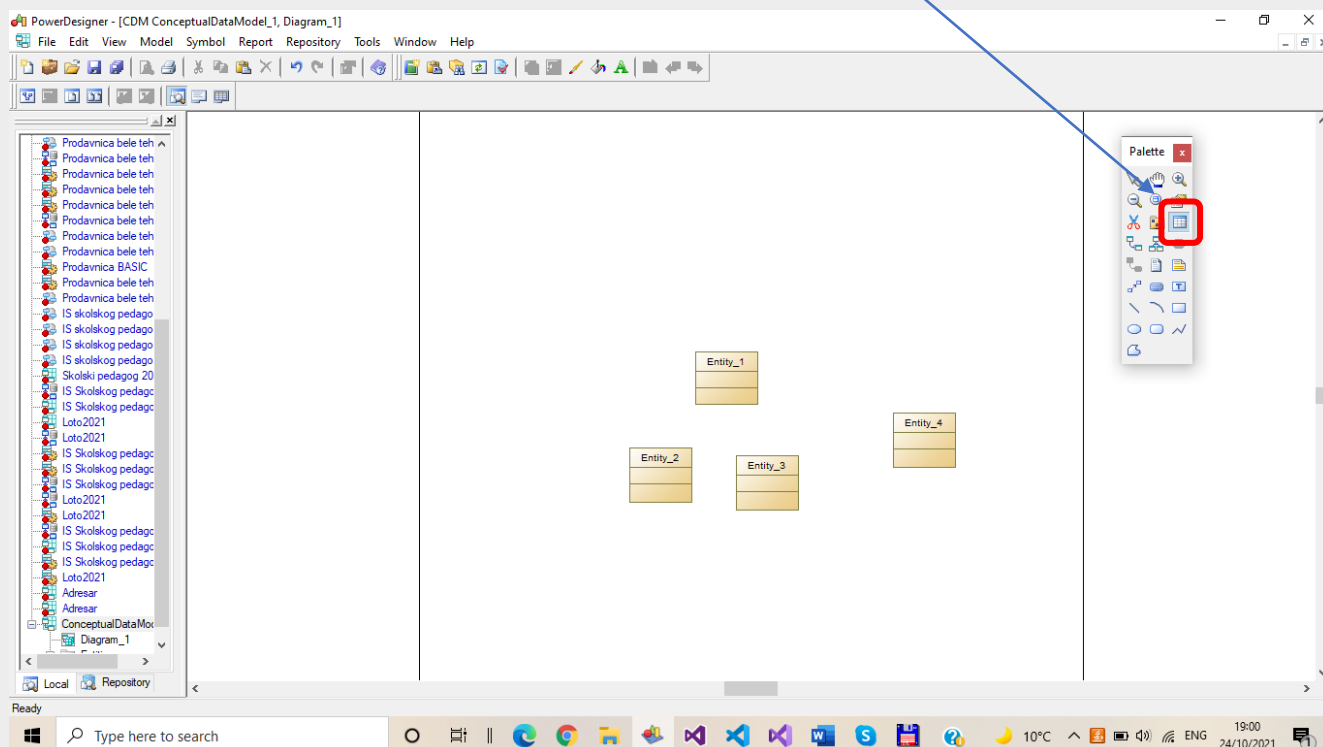 PowerDesigner - [CDM ConceptualDataModel_1, Diagram_1]
File Edit View Model Symbol Report Repository Tools Window Help
Palette
Prodavnica bele teh
Prodavnica bele teh
Prodavnica bele teh
Prodavnica bele teh
Prodavnica bele teh
Prodavnica bele teh
Prodavnica bele teh
Prodavnica bele teh
Prodavnica BASIC
Prodavnica bele teh
Prodavnica bele teh
IS skolskog pedago
IS skolskog pedago
IS skolskog pedago
IS skolskog pedago
Skolski pedagog 20
IS Skolskog pedagc
IS Skolskog pedagc
Loto2021
Loto2021
IS Skolskog pedagc
IS Skolskog pedagc
IS Skolskog pedagc
Loto2021
Loto2021
IS Skolskog pedagc
IS Skolskog pedagc
IS Skolskog pedagc
Loto2021
Adresar
Adresar
ConceptualDataMoc
Diagram_1
Entity_1
Entity_4
Entity_2
Entity_3
Local Repository
Ready
Type here to search
10°C ENG 19:00
24/10/2021